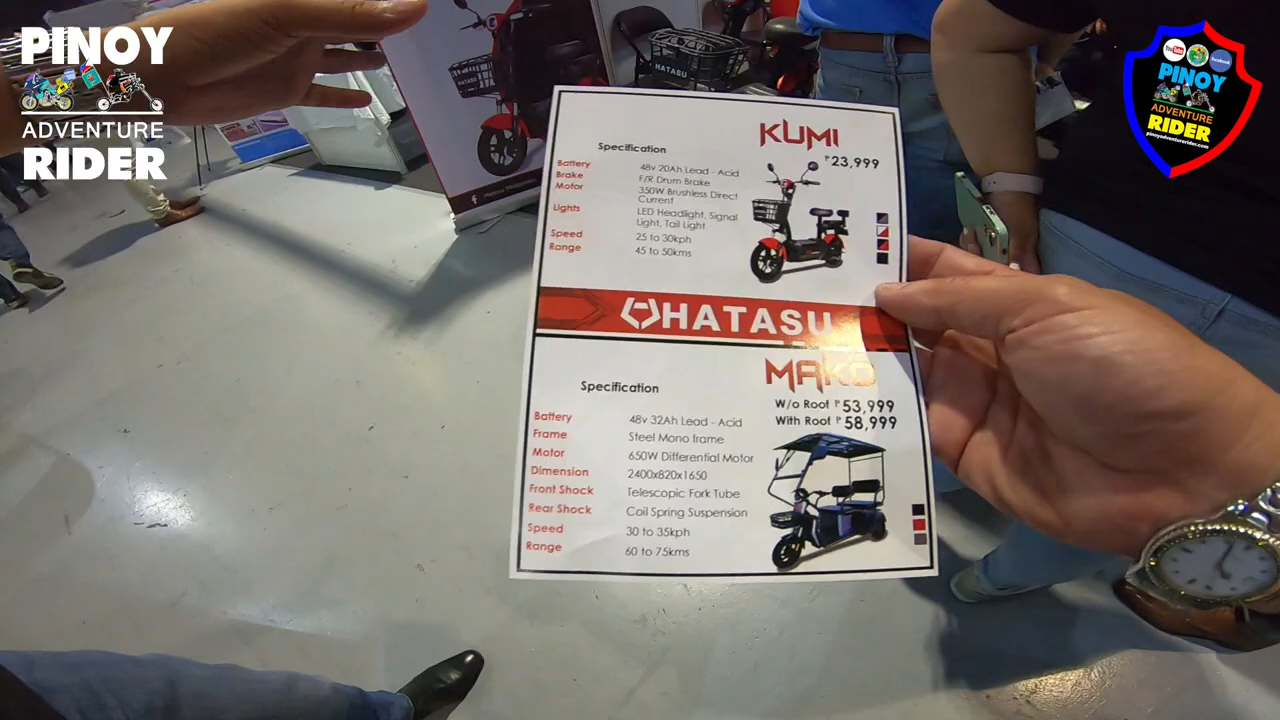 PINOY
ADVENTURE
RIDER
YouTube
facebook
PINOY
ADVENTURE
RIDER
pinoyadventurerider.com
HATASU
KUMI
₱23,999
Specification
Battery 48v 20Ah Lead - Acid
Brake F/R Drum Brake
Motor 350W Brushless Direct
Current
Lights LED Headlight, Signal
Light, Tail Light
Speed 25 to 30kph
Range 45 to 50kms
HATASU
MAKO
Specification
W/o Roof ₱53,999
With Roof ₱58,999
Battery 48v 32Ah Lead - Acid
Frame Steel Mono frame
Motor 650W Differential Motor
Dimension 2400x820x1650
Front Shock Telescopic Fork Tube
Rear Shock Coil Spring Suspension
Speed 30 to 35kph
Range 60 to 75kms